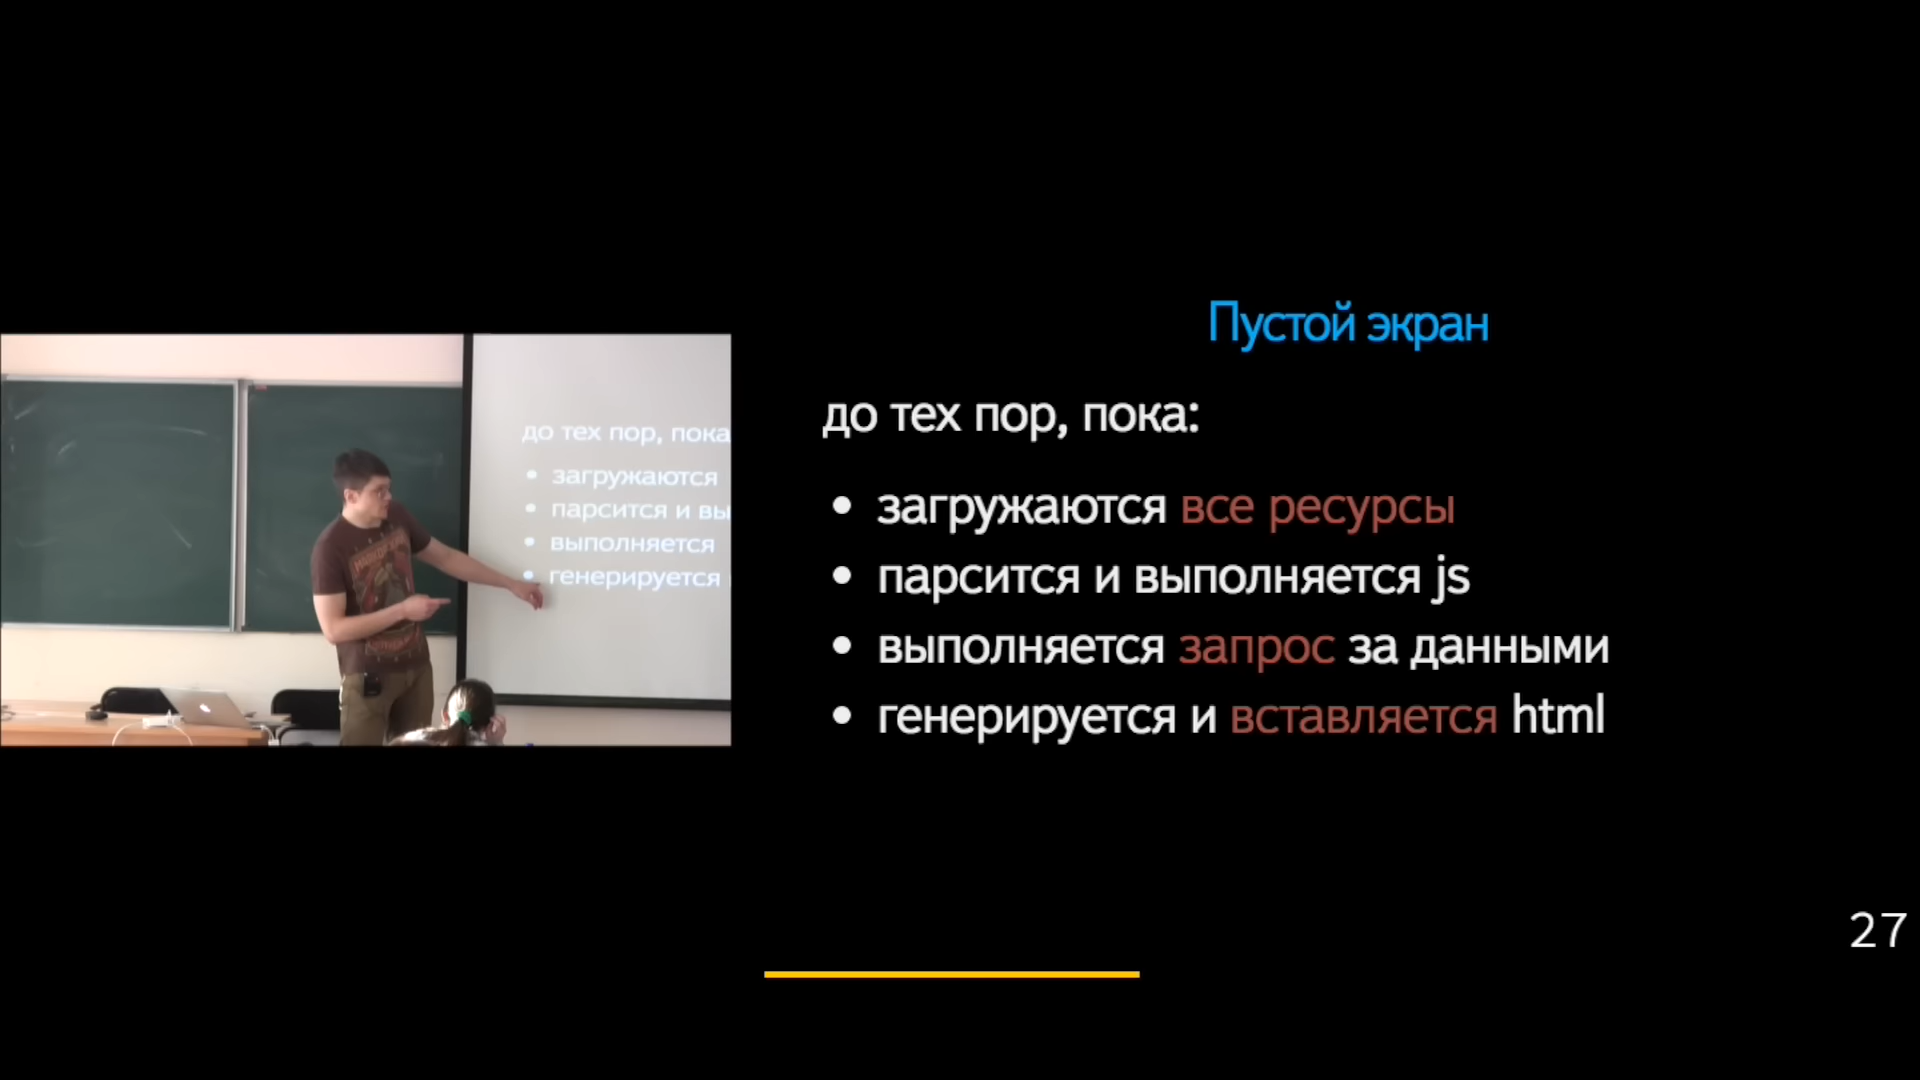 Пустой экран
до тех пор, пока:
• загружаются все ресурсы
• парсится и выполняется js
• выполняется запрос за данными
• генерируется и вставляется html
27
до тех пор, пока
• загружаются
• парсится и вы
• выполняется
• генерируется